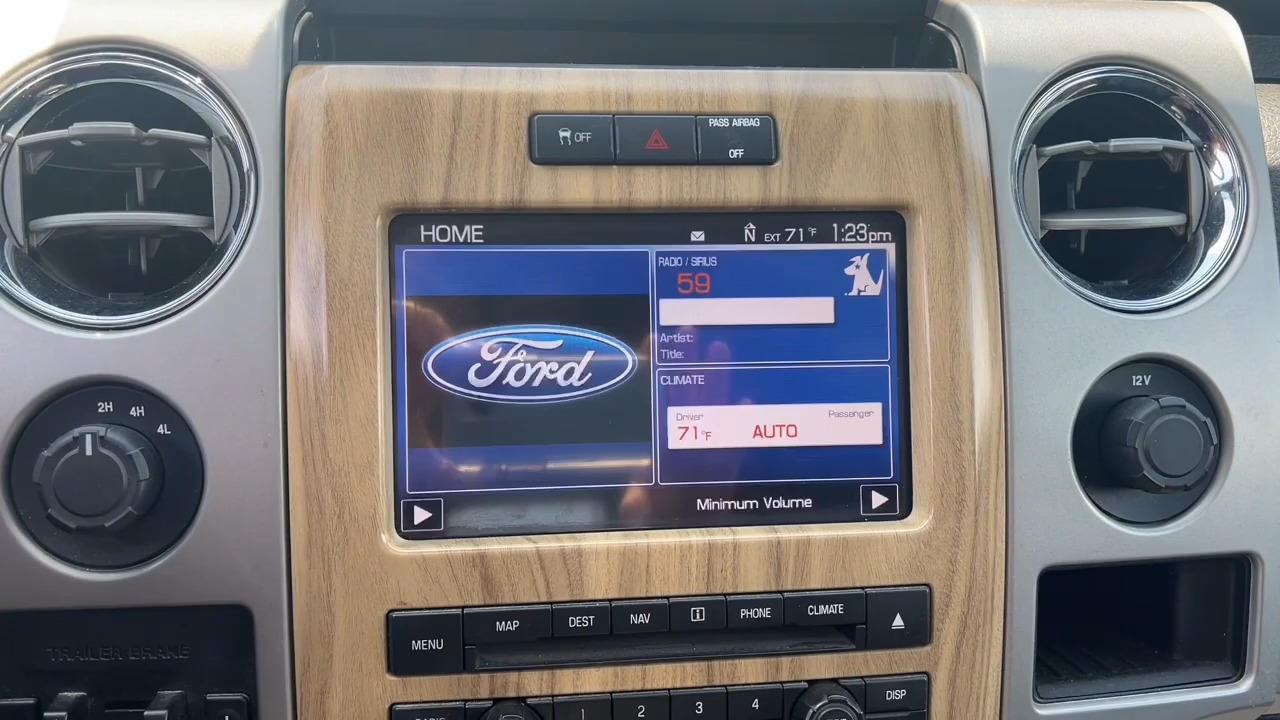 OFF
PASS AIRBAG
OFF
HOME
N EXT 71°F 1:23pm
RADIO / SIRIUS
59
Artist:
Title:
Ford
CLIMATE
Driver
Passenger
71°F AUTO
Minimum Volume
2H
4H
4L
12V
MAP
DEST
NAV
i
PHONE
CLIMATE
MENU
TRAILER BRAKE
DISP
1
2
3
4